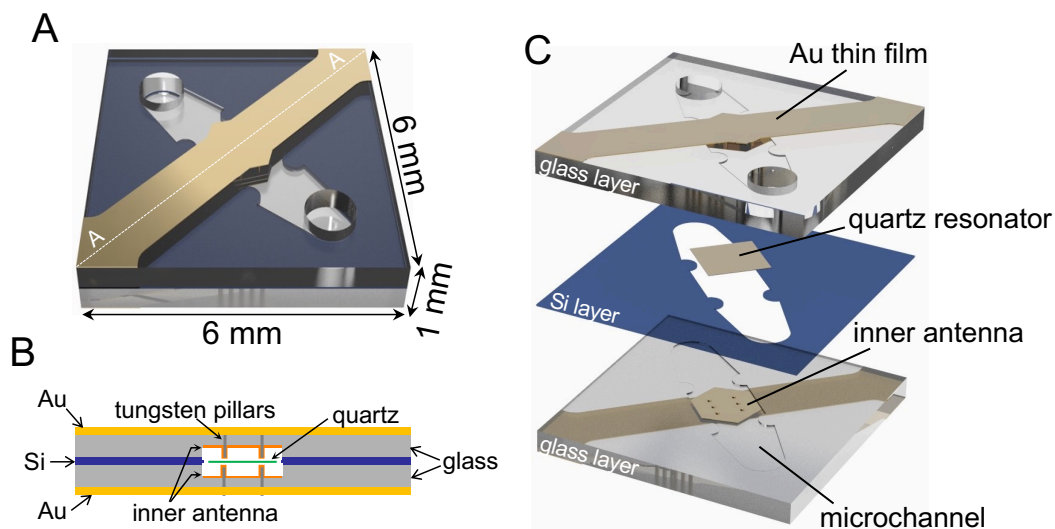 A
A
A
6 mm
1 mm
6 mm
B
Au
tungsten pillars
quartz
Si
glass
Au
inner antenna
C
Au thin film
glass layer
quartz resonator
Si layer
inner antenna
glass layer
microchannel